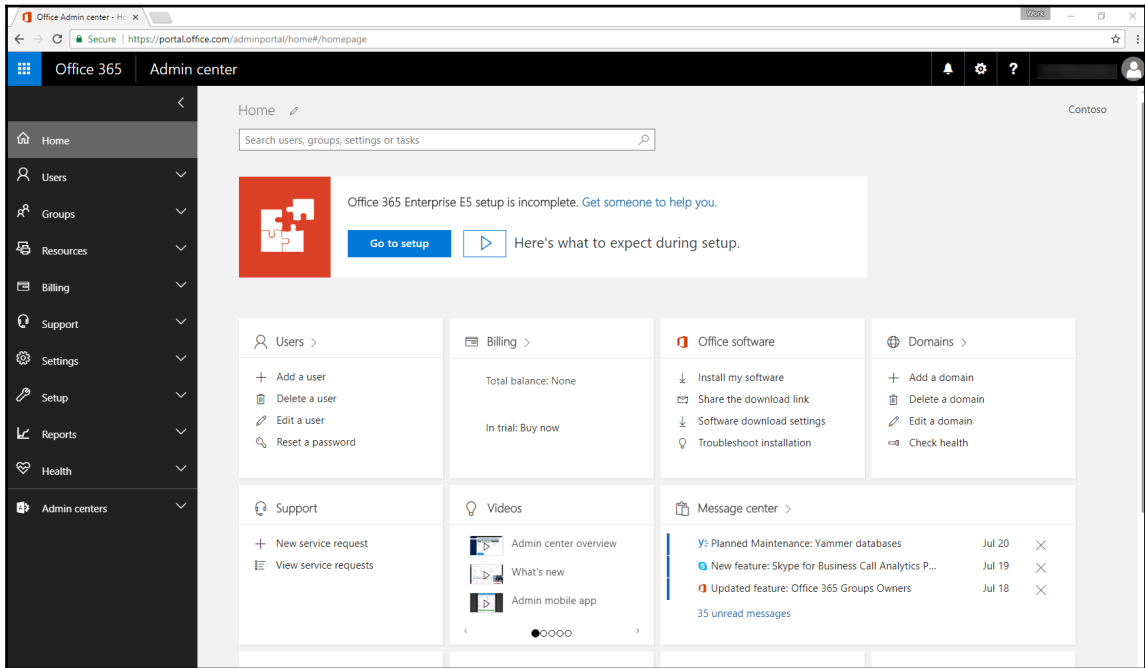 Office Admin center - Ho
Work
Secure | https://portal.office.com/adminportal/home#/homepage
Office 365 Admin center
?
Home
Contoso
Search users, groups, settings or tasks
Home
Users
Groups
Resources
Billing
Support
Settings
Setup
Reports
Health
Admin centers
Office 365 Enterprise E5 setup is incomplete. Get someone to help you.
Go to setup
Here's what to expect during setup.
Users >
Add a user
Delete a user
Edit a user
Reset a password
Billing >
Total balance: None
In trial: Buy now
Office software
Install my software
Share the download link
Software download settings
Troubleshoot installation
Domains >
Add a domain
Delete a domain
Edit a domain
Check health
Support
New service request
View service requests
Videos
Admin center overview
What's new
Admin mobile app
Message center >
Planned Maintenance: Yammer databases Jul 20
New feature: Skype for Business Call Analytics P... Jul 19
Updated feature: Office 365 Groups Owners Jul 18
35 unread messages